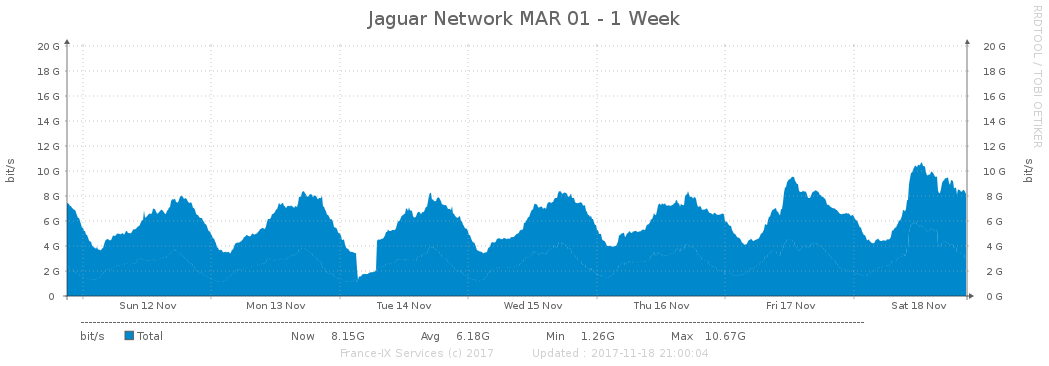 Jaguar Network MAR 01 - 1 Week
RRDTOOL / TOBI OETIKER
bit/s
bit/s
20 G 20 G
18 G 18 G
16 G 16 G
14 G 14 G
12 G 12 G
10 G 10 G
8 G 8 G
6 G 6 G
4 G 4 G
2 G 2 G
0 0 G
Sun 12 Nov Mon 13 Nov Tue 14 Nov Wed 15 Nov Thu 16 Nov Fri 17 Nov Sat 18 Nov
bit/s Total Now 8.15G Avg 6.18G Min 1.26G Max 10.67G
France-IX Services (c) 2017 Updated : 2017-11-18 21:00:04